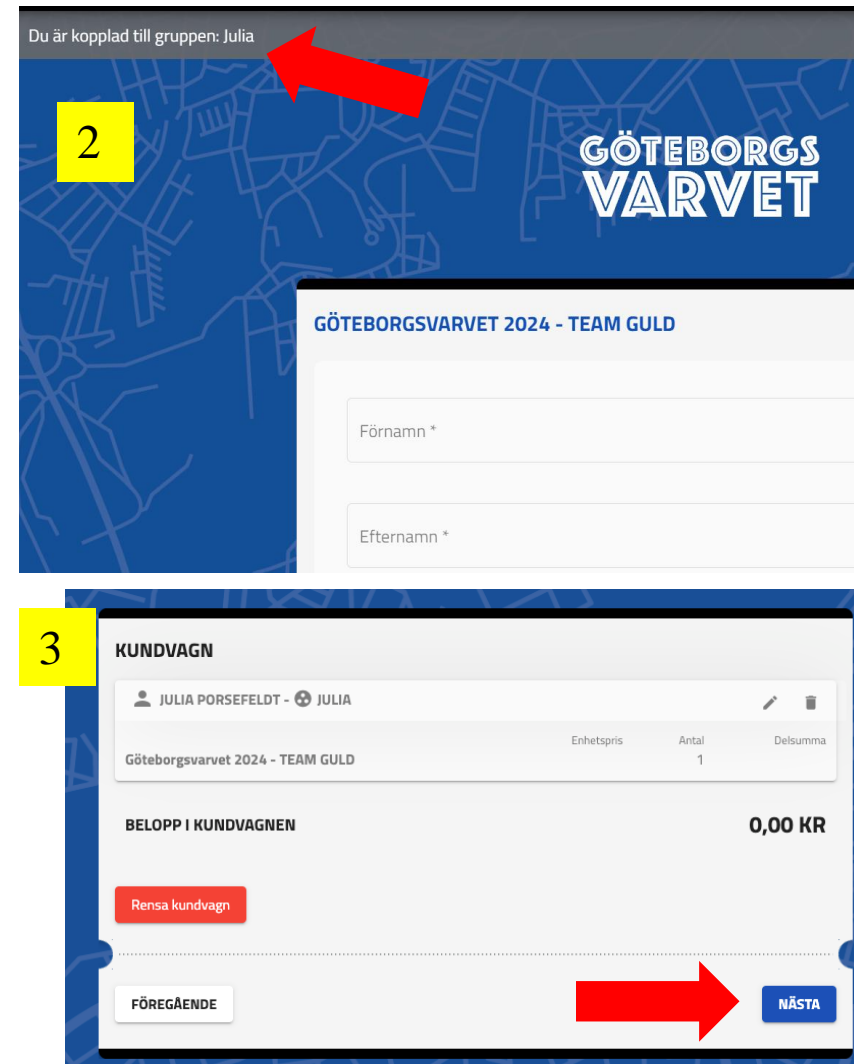 Du är kopplad till gruppen: Julia
2
GÖTEBORGS
VARVET
GÖTEBORGSVARVET 2024 - TEAM GULD
Förnamn *
Efternamn *
3
KUNDVAGN
JULIA PORSEFELDT - JULIA
Enhetspris Antal Delsumma
Göteborgsvarvet 2024 - TEAM GULD 1
BELOPP I KUNDVAGNEN 0,00 KR
Rensa kundvagn
FÖREGÅENDE NÄSTA